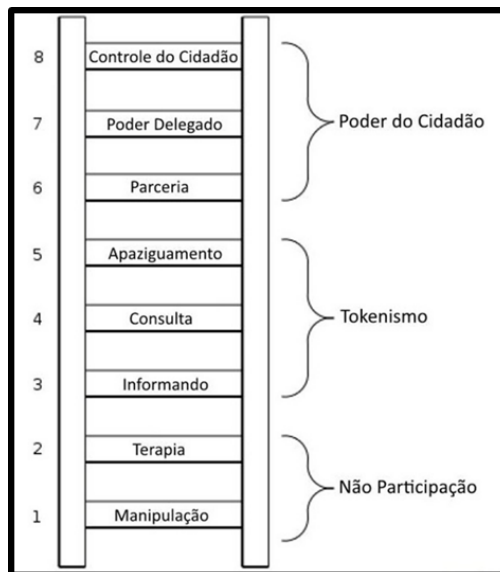 8 Controle do Cidadão
7 Poder Delegado
Poder do Cidadão
6 Parceria
5 Apaziguamento
4 Consulta
Tokenismo
3 Informando
2 Terapia
Não Participação
1 Manipulação